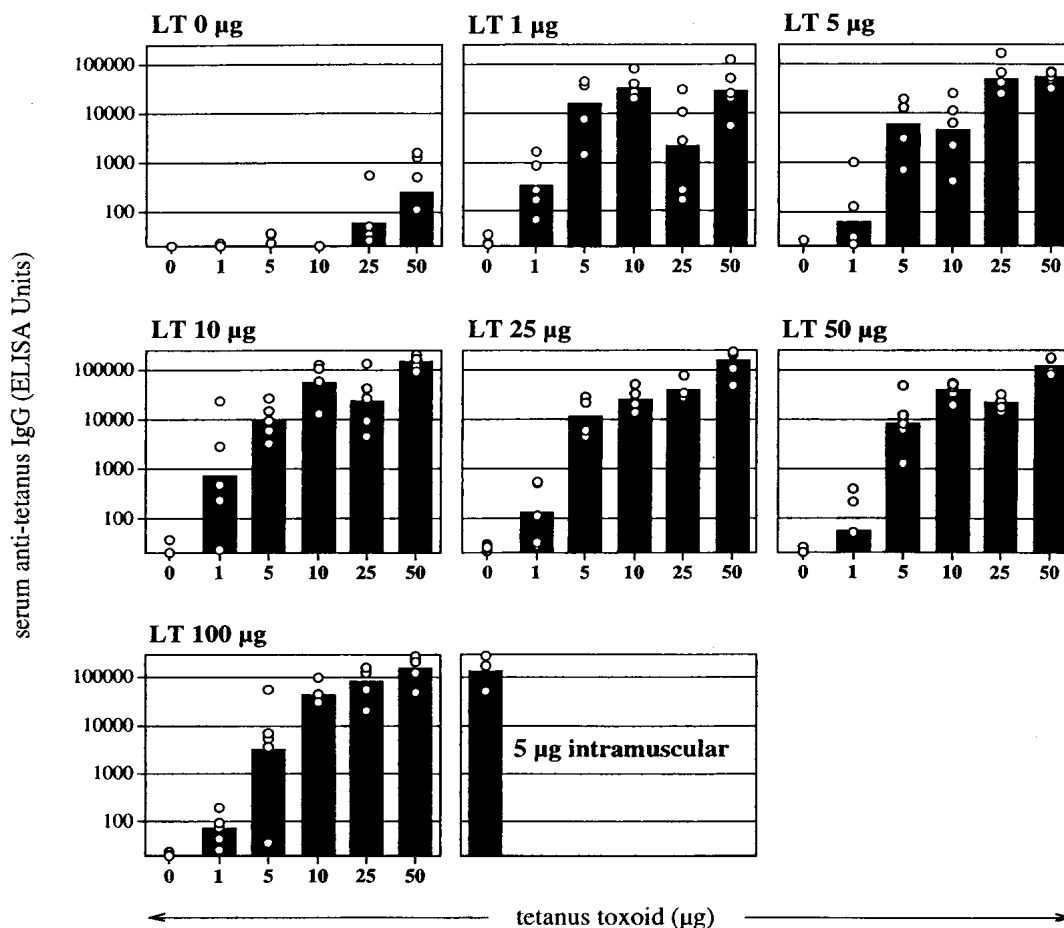 LT 0 µg LT 1 µg LT 5 µg
100000
10000
1000
100
0 1 5 10 25 50 0 1 5 10 25 50 0 1 5 10 25 50
LT 10 µg LT 25 µg LT 50 µg
100000
10000
1000
100
0 1 5 10 25 50 0 1 5 10 25 50 0 1 5 10 25 50
serum anti-tetanus IgG (ELISA Units)
LT 100 µg
100000
10000
1000
100
5 µg intramuscular
0 1 5 10 25 50
tetanus toxoid (µg)